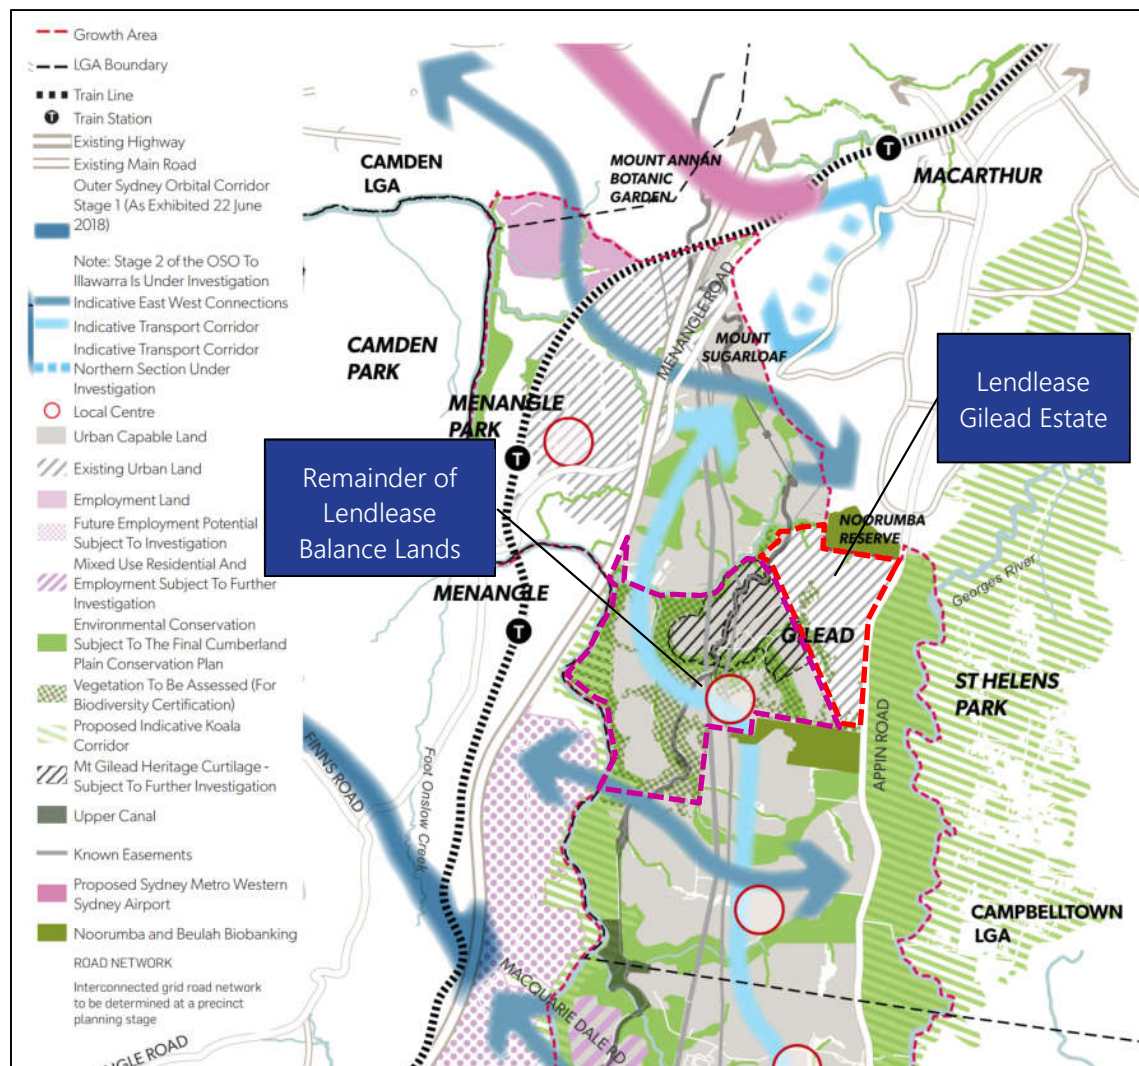 Growth Area
LGA Boundary
Train Line
T Train Station
Existing Highway
Existing Main Road
Outer Sydney Orbital Corridor
Stage 1 (As Exhibited 22 June
2018)
Note: Stage 2 of the OSO To
Illawarra Is Under Investigation
Indicative East West Connections
Indicative Transport Corridor
Indicative Transport Corridor
Northern Section Under
Investigation
Local Centre
Urban Capable Land
Existing Urban Land
Employment Land
Future Employment Potential
Subject To Investigation
Mixed Use Residential And
Employment Subject To Further
Investigation
Environmental Conservation
Subject To The Final Cumberland
Plain Conservation Plan
Vegetation To Be Assessed (For
Biodiversity Certification)
Proposed Indicative Koala
Corridor
Mt Gilead Heritage Curtilage -
Subject To Further Investigation
Upper Canal
Known Easements
Proposed Sydney Metro Western
Sydney Airport
Noorumba and Beulah Biobanking
ROAD NETWORK
Interconnected grid road network
to be determined at a precinct
planning stage
CAMDEN
LGA
MOUNT ANNAN
BOTANIC
GARDEN
T
MACARTHUR
MENANGLE ROAD
CAMDEN
PARK
MOUNT
SUGARLOAF
MENANGLE
PARK
T
Lendlease
Gilead Estate
Remainder of
Lendlease
Balance Lands
NOORUMBA
RESERVE
Georges River
MENANGLE
T
GILEAD
ST HELENS
PARK
APPIN ROAD
FINNS ROAD
Foot Onslow Creek
CAMPBELLTOWN
LGA
MACQUARIE DALE RD
NGLE ROAD